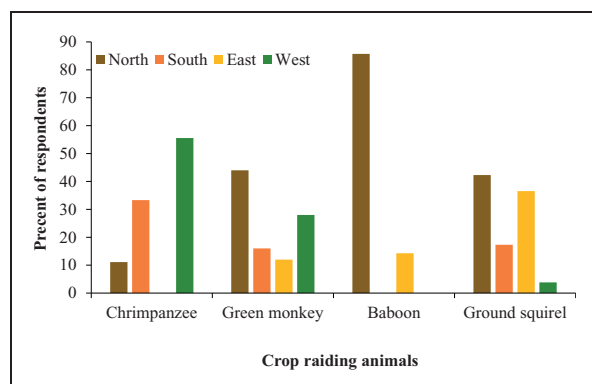 90
80
70
60
50
40
30
20
10
0
Precent of respondents
North South East West
Chrimpanzee Green monkey Baboon Ground squirel
Crop raiding animals